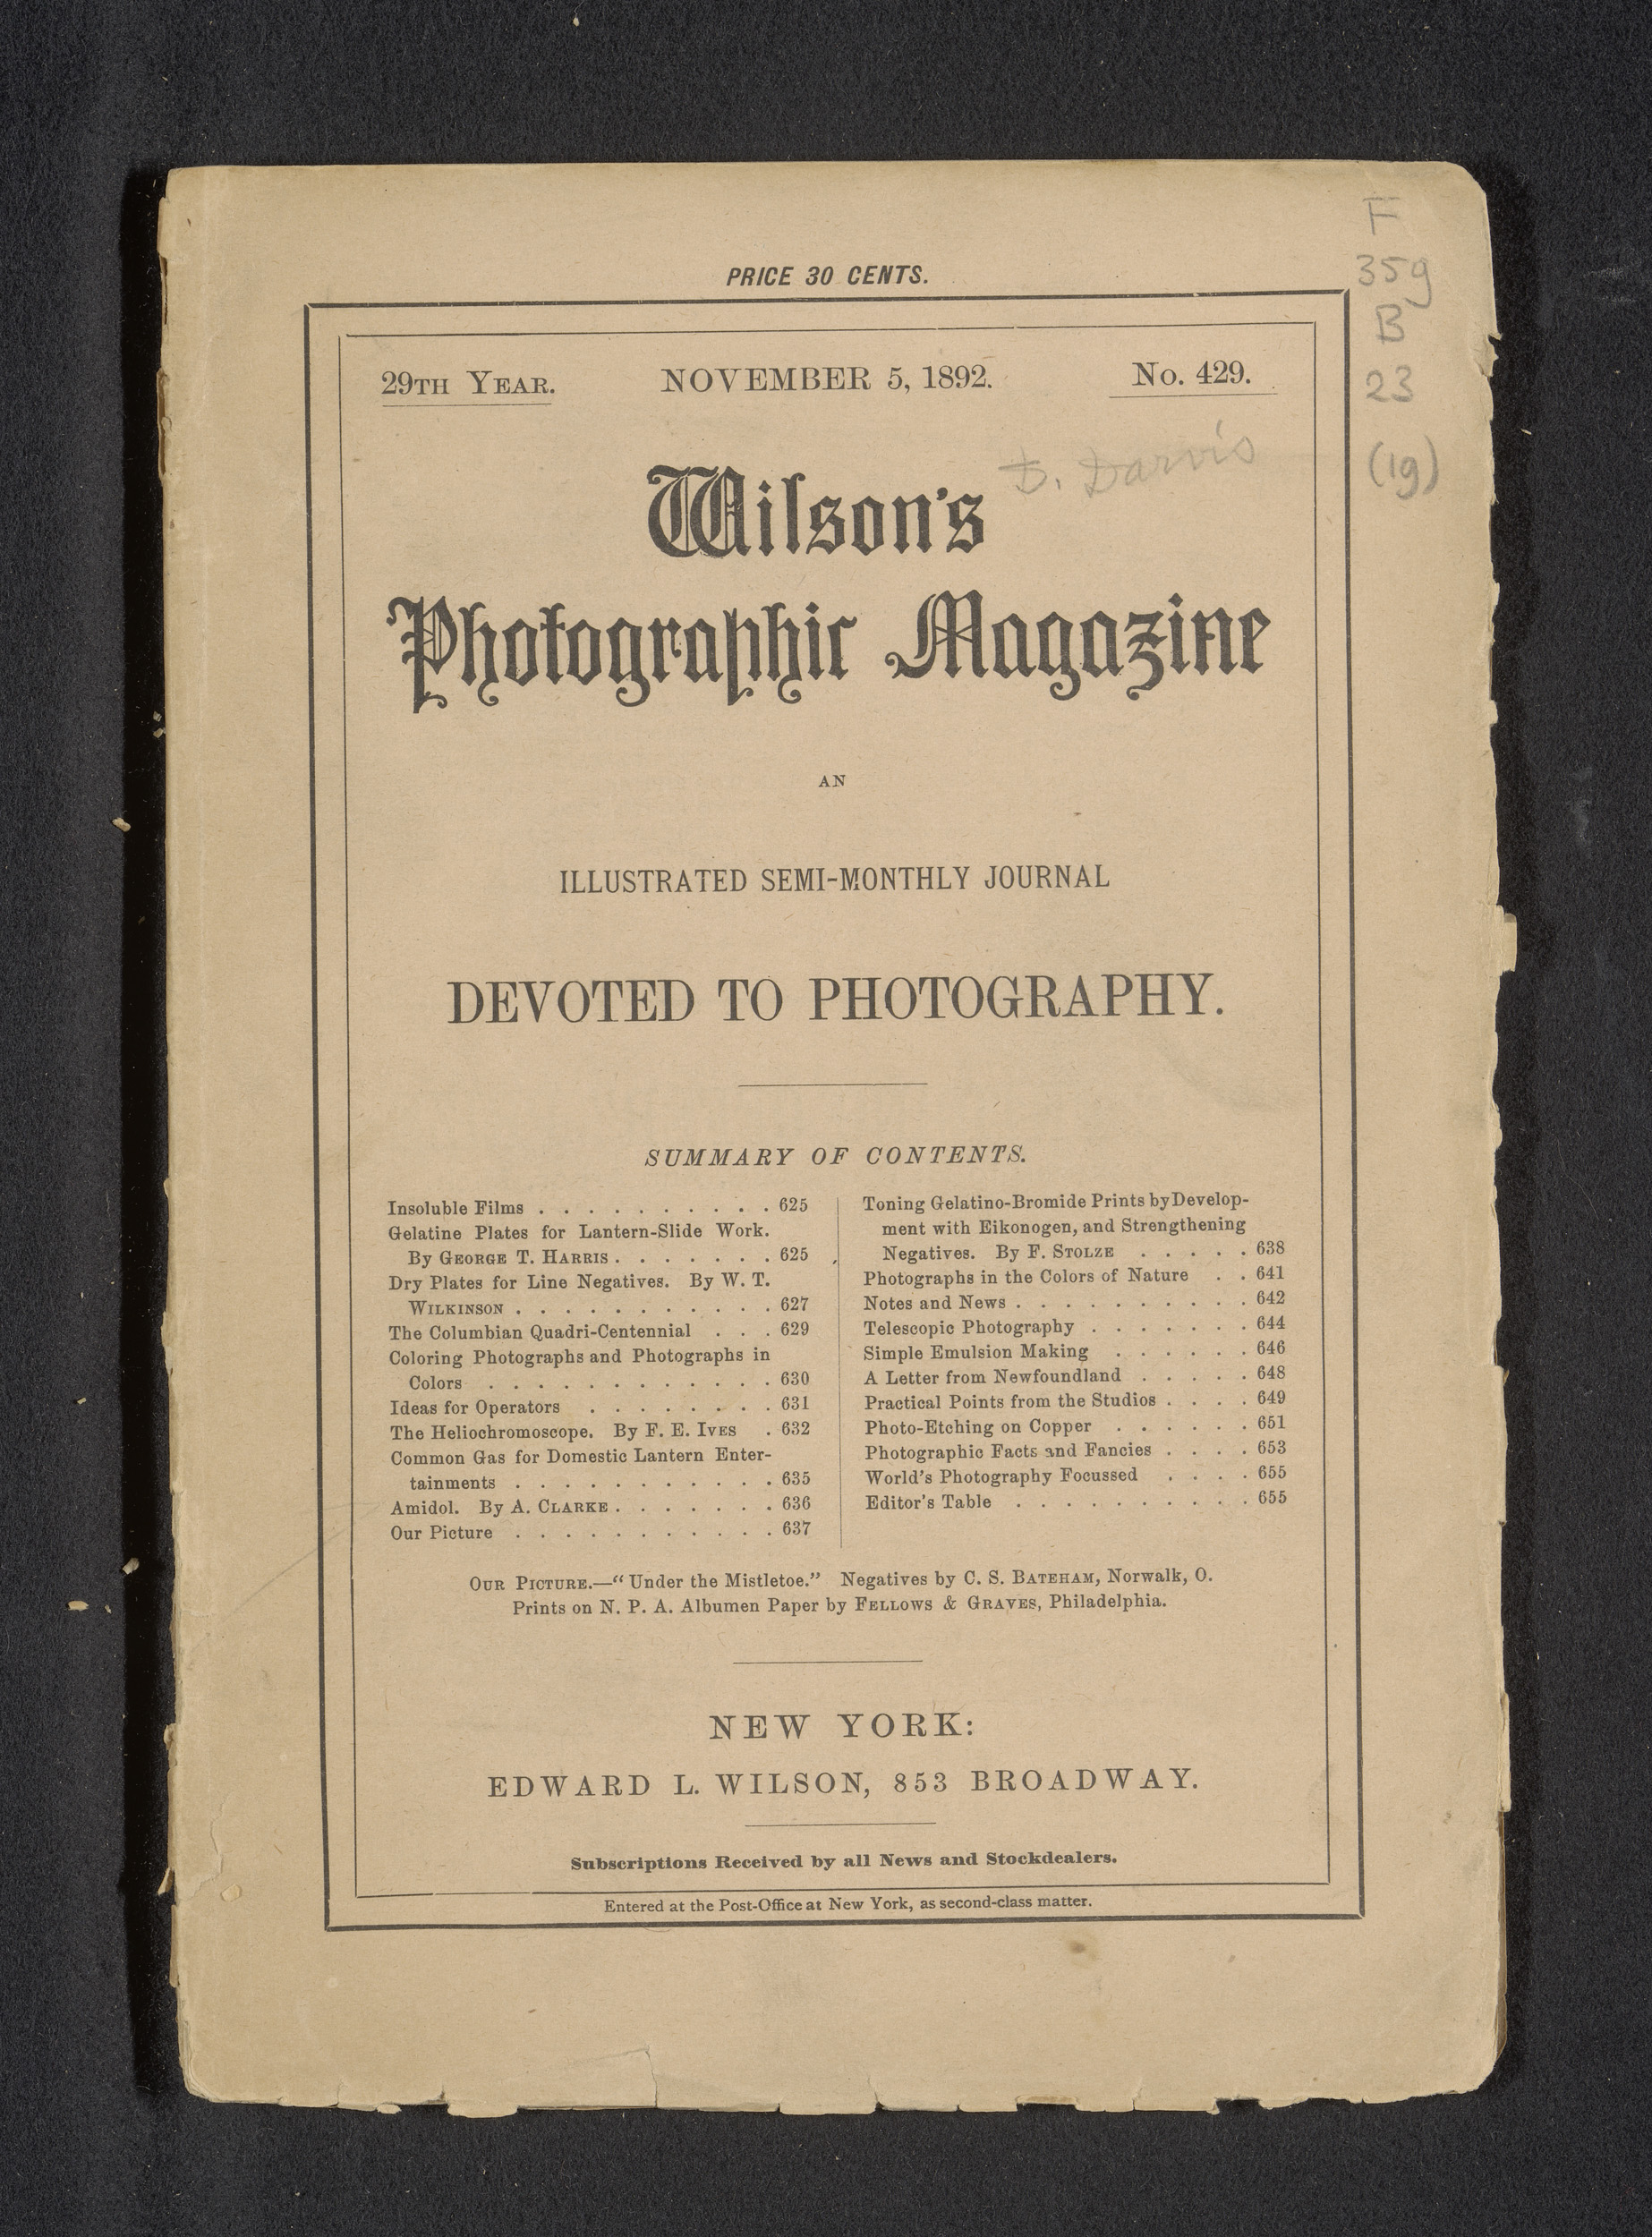 PRICE 30 CENTS.
29TH YEAR. NOVEMBER 5, 1892. No. 429.
F
35g
B
23
(1g)
Wilson's
Photographic Magazine
AN
ILLUSTRATED SEMI-MONTHLY JOURNAL
DEVOTED TO PHOTOGRAPHY.
SUMMARY OF CONTENTS.
Insoluble Films . . . . . . . . . . 625
Gelatine Plates for Lantern-Slide Work.
By GEORGE T. HARRIS . . . . . . . 625
Dry Plates for Line Negatives. By W. T.
WILKINSON . . . . . . . . . . . 627
The Columbian Quadri-Centennial . . . 629
Coloring Photographs and Photographs in
Colors . . . . . . . . . . . . 630
Ideas for Operators . . . . . . . . 631
The Heliochromoscope. By F. E. IVES . 632
Common Gas for Domestic Lantern Enter-
tainments . . . . . . . . . . . 635
Amidol. By A. CLARKE . . . . . . . 636
Our Picture . . . . . . . . . . . 637
Toning Gelatino-Bromide Prints by Develop-
ment with Eikonogen, and Strengthening
Negatives. By F. STOLZE . . . . . 638
Photographs in the Colors of Nature . . 641
Notes and News . . . . . . . . . . 642
Telescopic Photography . . . . . . . 644
Simple Emulsion Making . . . . . . 646
A Letter from Newfoundland . . . . . 648
Practical Points from the Studios . . . . 649
Photo-Etching on Copper . . . . . . 651
Photographic Facts and Fancies . . . . 653
World's Photography Focussed . . . . 655
Editor's Table . . . . . . . . . . 655
OUR PICTURE.—“Under the Mistletoe.” Negatives by C. S. BATEHAM, Norwalk, O.
Prints on N. P. A. Albumen Paper by FELLOWS & GRAVES, Philadelphia.
NEW YORK:
EDWARD L. WILSON, 853 BROADWAY.
Subscriptions Received by all News and Stockdealers.
Entered at the Post-Office at New York, as second-class matter.